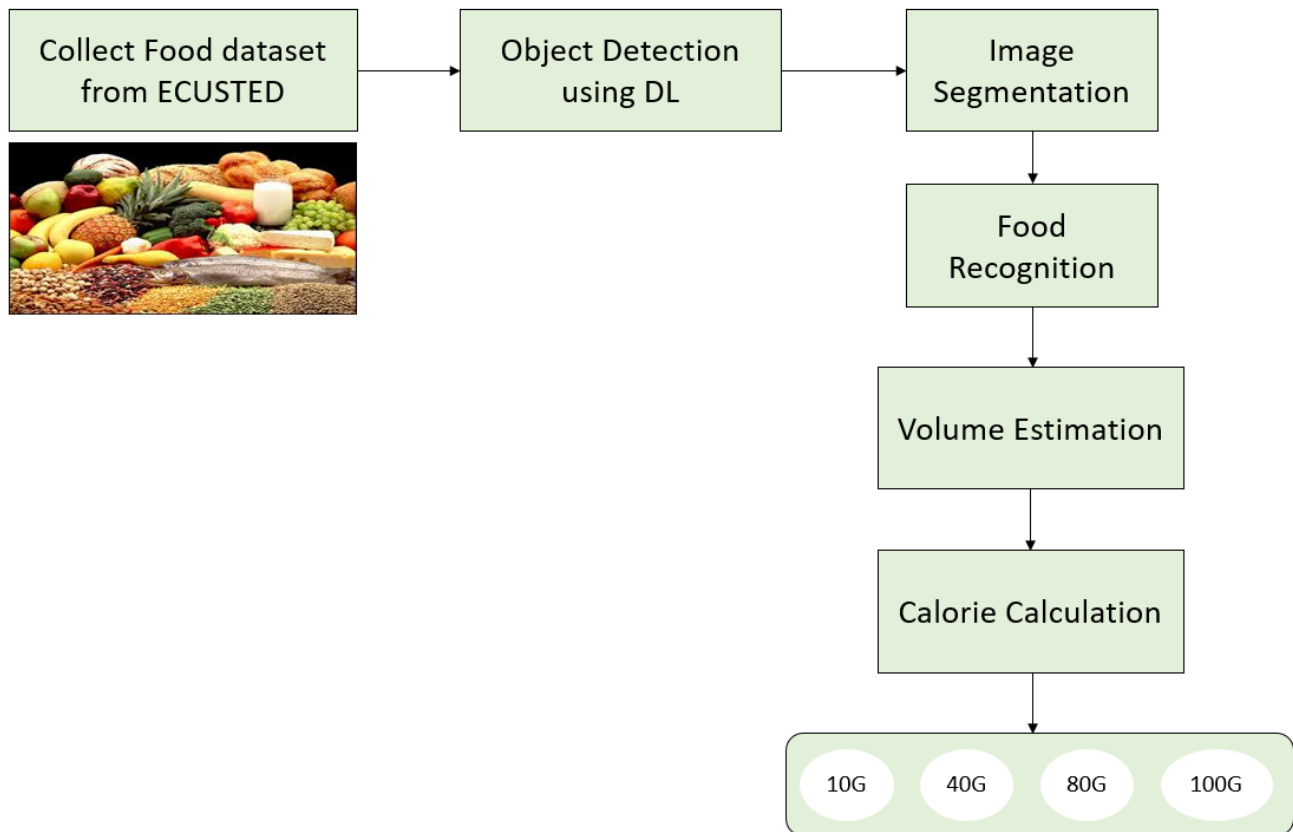 Collect Food dataset
from ECUSTED
Object Detection
using DL
Image
Segmentation
Food
Recognition
Volume Estimation
Calorie Calculation
10G
40G
80G
100G